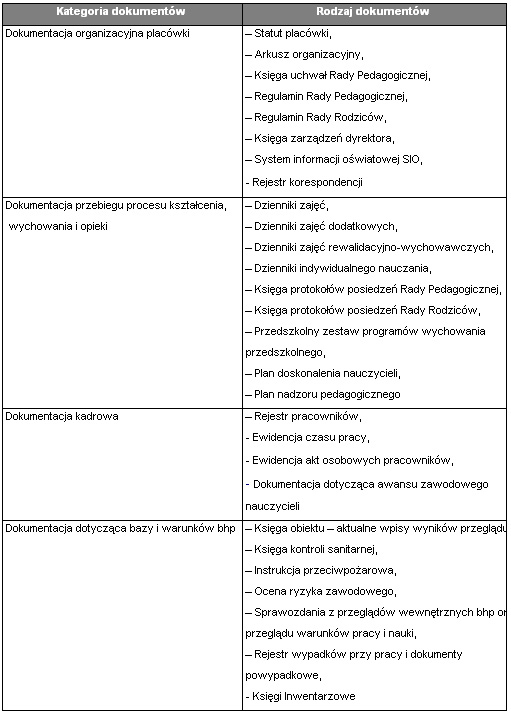 Kategoria dokumentów
Rodzaj dokumentów
Dokumentacja organizacyjna placówki
– Statut placówki,
– Arkusz organizacyjny,
– Księga uchwał Rady Pedagogicznej,
– Regulamin Rady Pedagogicznej,
– Regulamin Rady Rodziców,
– Księga zarządzeń dyrektora,
– System informacji oświatowej SIO,
- Rejestr korespondencji
Dokumentacja przebiegu procesu kształcenia,
wychowania i opieki
– Dzienniki zajęć,
– Dzienniki zajęć dodatkowych,
– Dzienniki zajęć rewalidacyjno-wychowawczych,
– Dzienniki indywidualnego nauczania,
– Księga protokołów posiedzeń Rady Pedagogicznej,
– Księga protokołów posiedzeń Rady Rodziców,
– Przedszkolny zestaw programów wychowania
przedszkolnego,
– Plan doskonalenia nauczycieli,
– Plan nadzoru pedagogicznego
Dokumentacja kadrowa
– Rejestr pracowników,
- Ewidencja czasu pracy,
- Ewidencja akt osobowych pracowników,
- Dokumentacja dotycząca awansu zawodowego
nauczycieli
Dokumentacja dotycząca bazy i warunków bhp
– Księga obiektu – aktualne wpisy wyników przeglądu
– Księga kontroli sanitarnej,
– Instrukcja przeciwpożarowa,
– Ocena ryzyka zawodowego,
– Sprawozdania z przeglądów wewnętrznych bhp or
przeglądu warunków pracy i nauki,
– Rejestr wypadków przy pracy i dokumenty
powypadkowe,
- Księgi Inwentarzowe